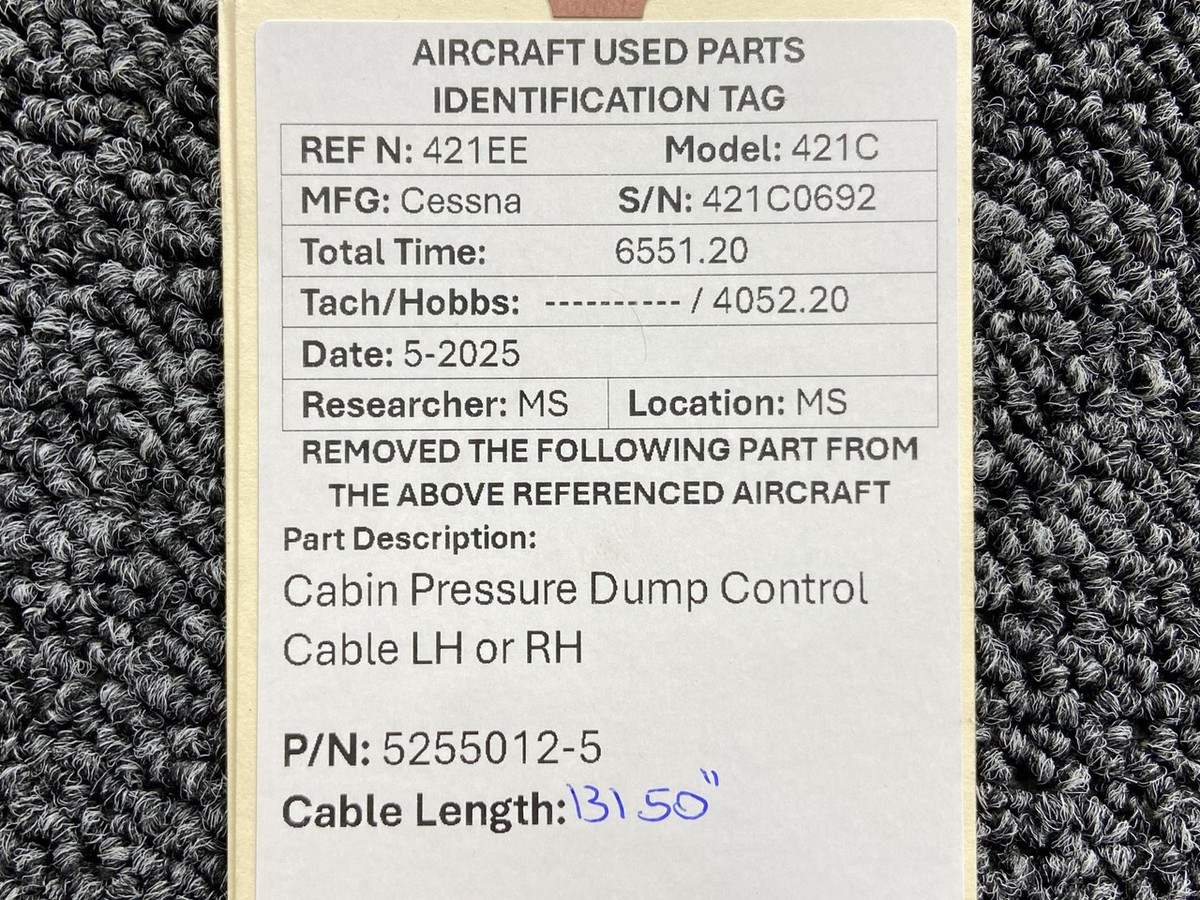 AIRCRAFT USED PARTS
IDENTIFICATION TAG
REF N: 421EE Model: 421C
MFG: Cessna S/N: 421C0692
Total Time: 6551.20
Tach/Hobbs: ---------- / 4052.20
Date: 5-2025
Researcher: MS Location: MS
REMOVED THE FOLLOWING PART FROM
THE ABOVE REFERENCED AIRCRAFT
Part Description:
Cabin Pressure Dump Control
Cable LH or RH
P/N: 5255012-5
Cable Length: 131.50"